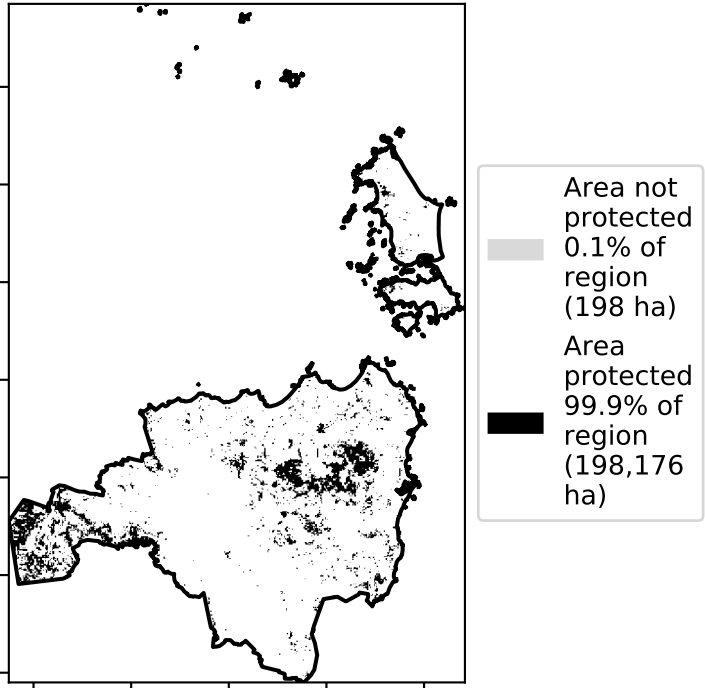 Area not
protected
0.1% of
region
(198 ha)
Area
protected
99.9% of
region
(198,176
ha)